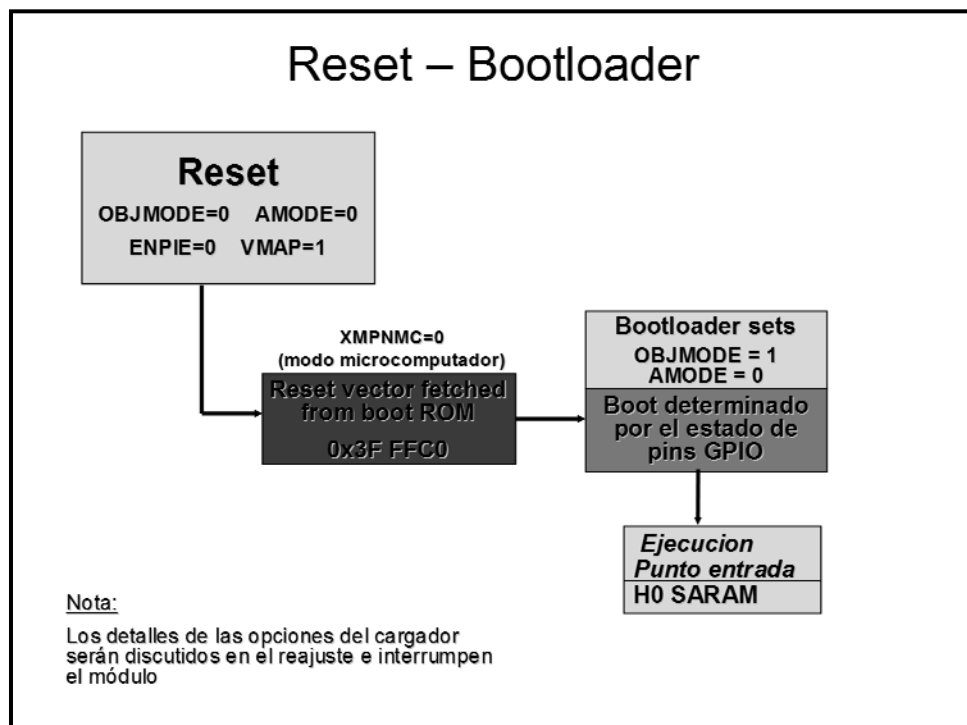 Reset – Bootloader
Reset
OBJMODE=0 AMODE=0
ENPIE=0 VMAP=1
XMPNMC=0
(modo microcomputador)
Reset vector fetched
from boot ROM
0x3F FFC0
Bootloader sets
OBJMODE = 1
AMODE = 0
Boot determinado
por el estado de
pins GPIO
Ejecucion
Punto entrada
H0 SARAM
Nota:
Los detalles de las opciones del cargador
serán discutidos en el reajuste e interrumpen
el módulo